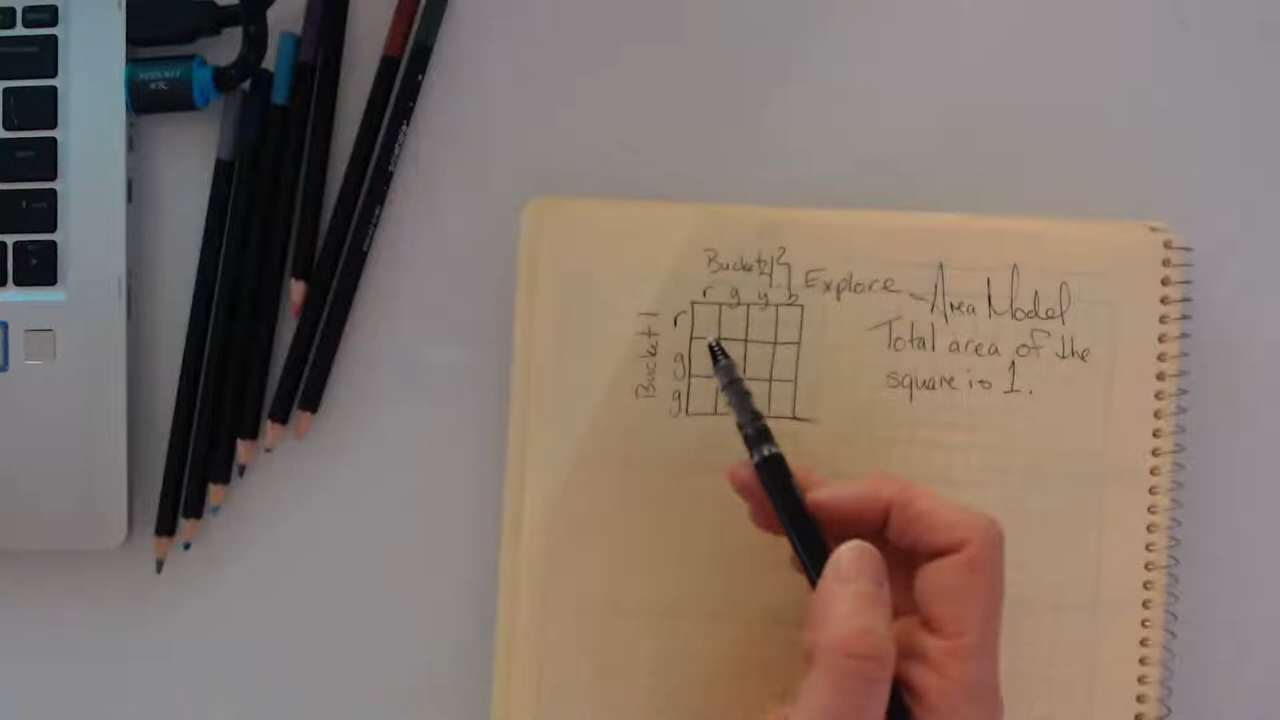 Bucket 2
Explore - Area Model
r g y b
Total area of the
square is 1.
Bucket 1
r
g
g